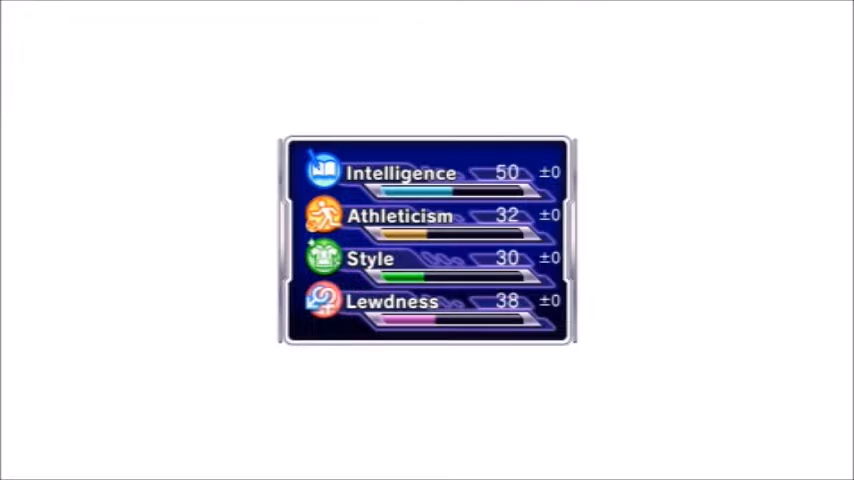 Intelligence 50 ±0
Athleticism 32 ±0
Style 30 ±0
Lewdness 38 ±0